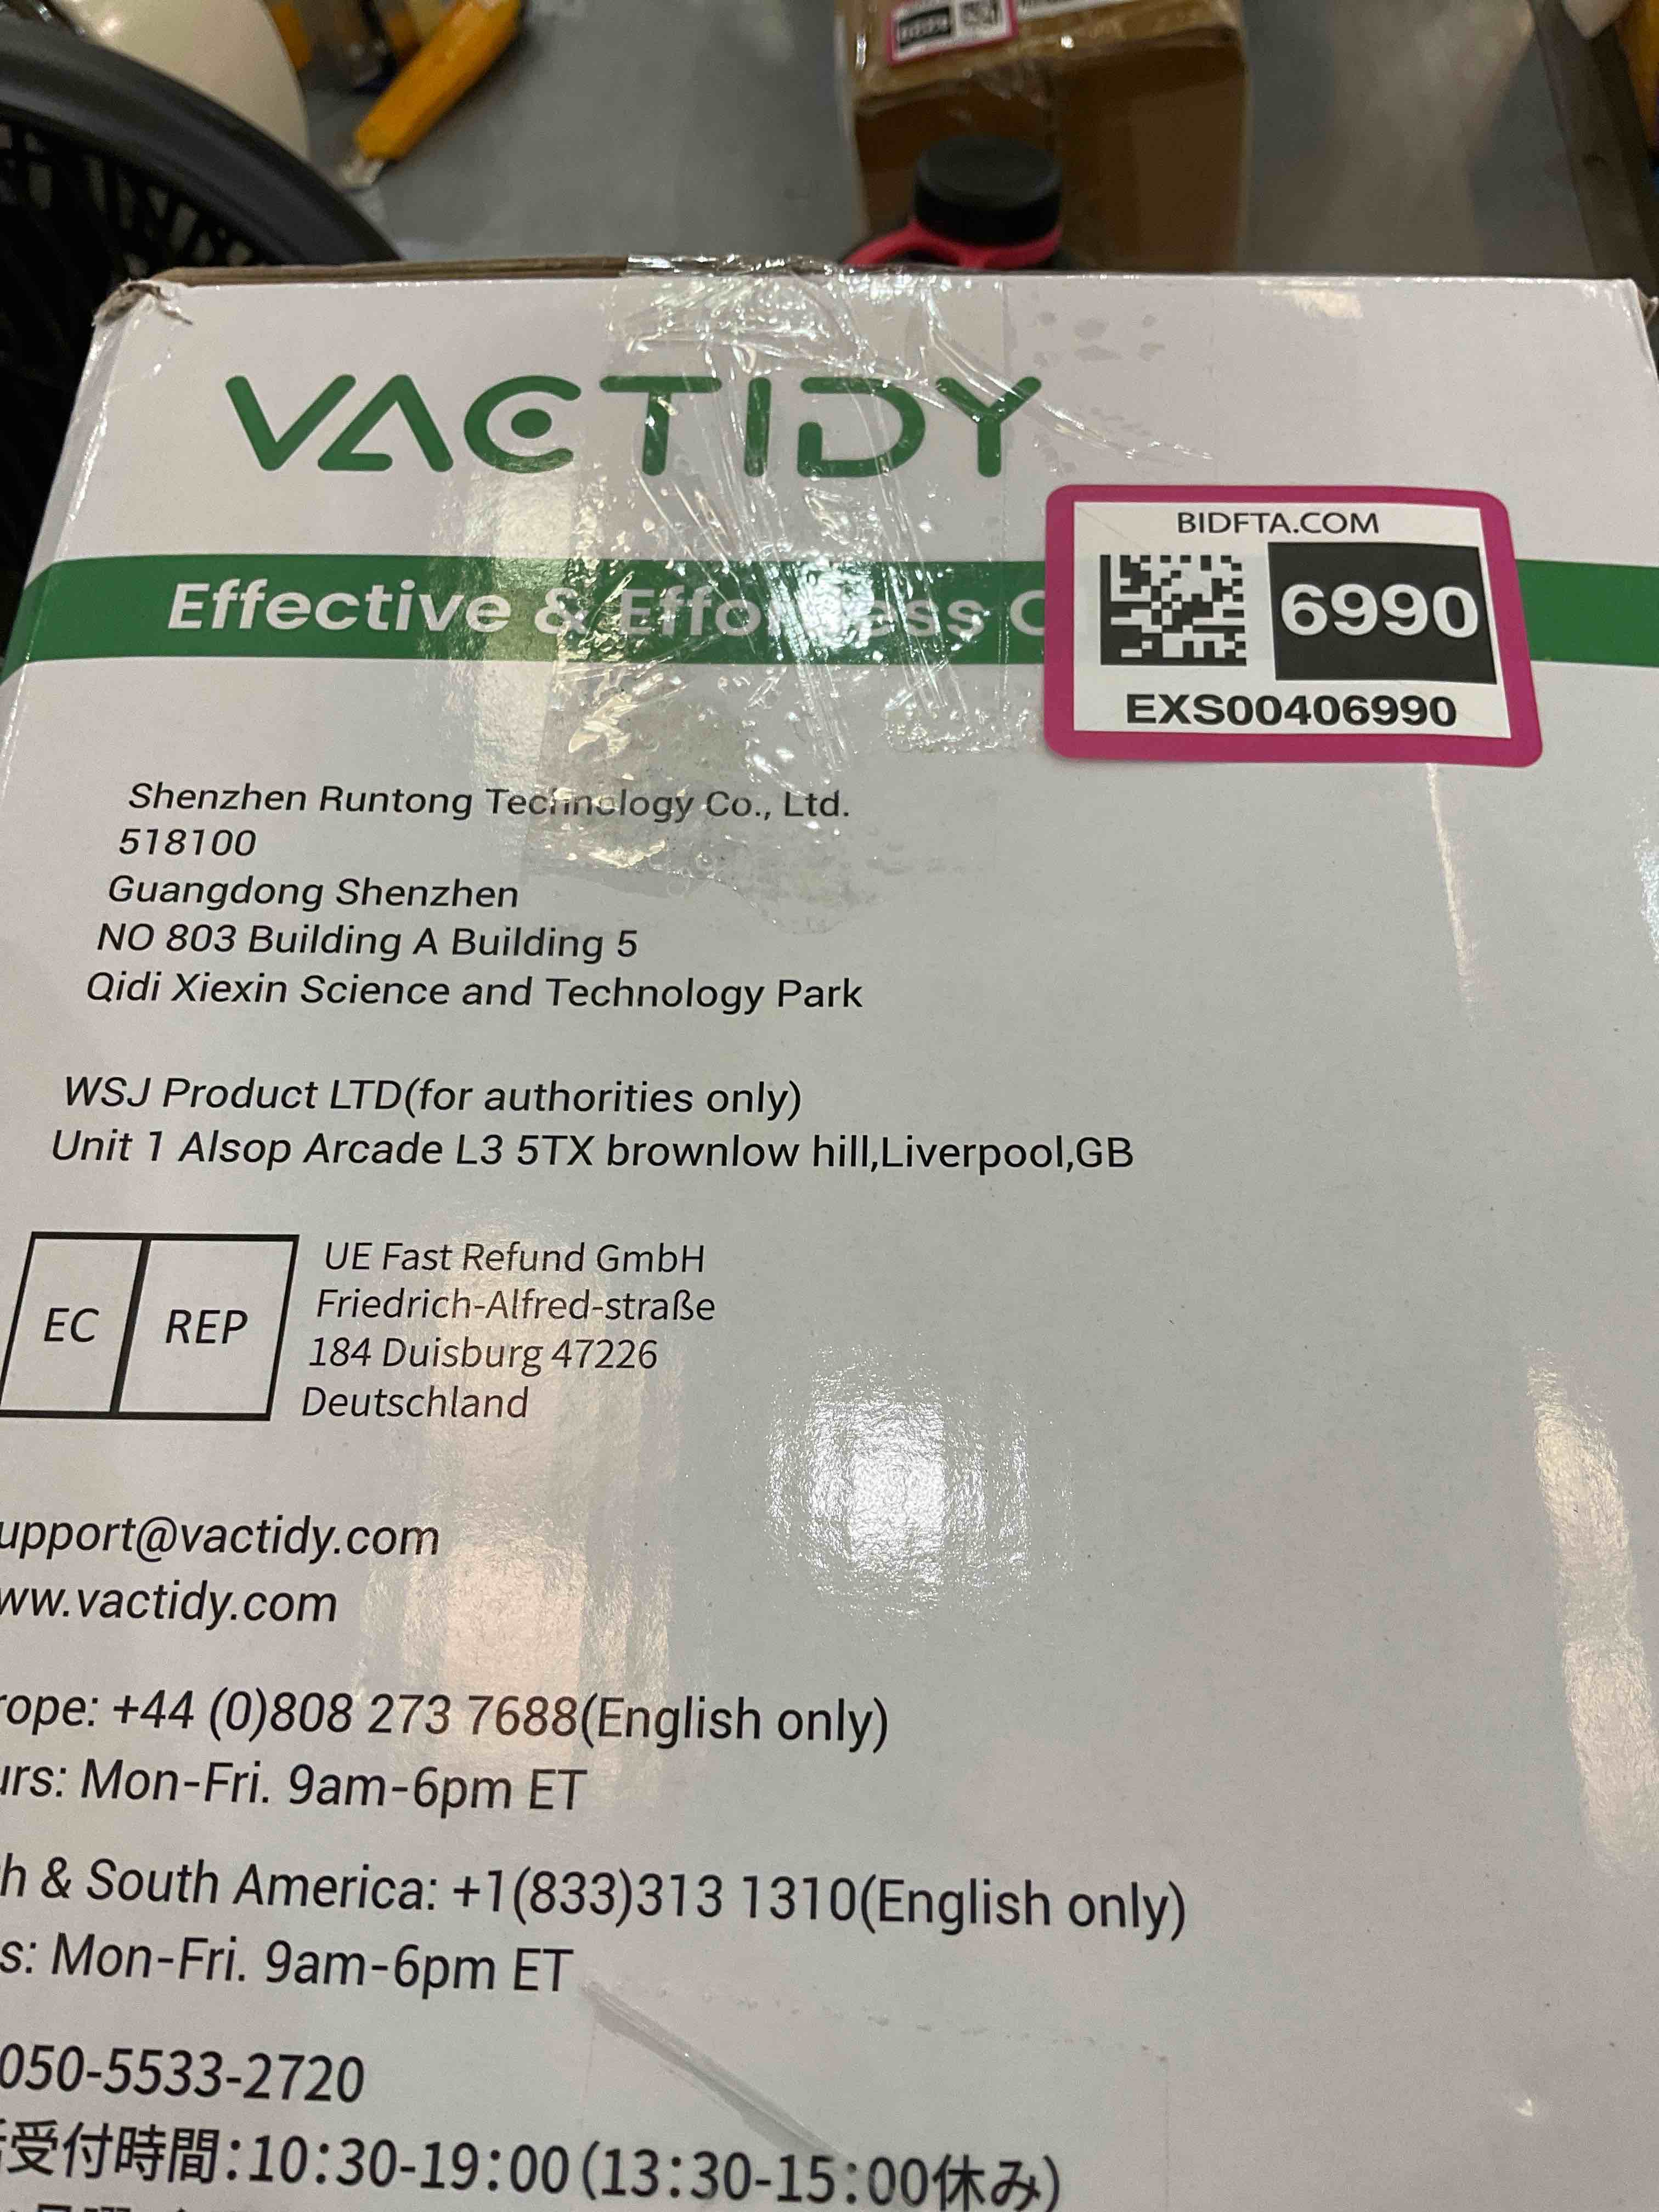 VACTIDY
Effective & Effortless
BIDFTA.COM
6990
EXS00406990
Shenzhen Runtong Technology Co., Ltd.
518100
Guangdong Shenzhen
NO 803 Building A Building 5
Qidi Xiexin Science and Technology Park
WSJ Product LTD(for authorities only)
Unit 1 Alsop Arcade L3 5TX brownlow hill,Liverpool,GB
EC REP
UE Fast Refund GmbH
Friedrich-Alfred-straße
184 Duisburg 47226
Deutschland
upport@vactidy.com
ww.vactidy.com
rope: +44 (0)808 273 7688(English only)
urs: Mon-Fri. 9am-6pm ET
h & South America: +1(833)313 1310(English only)
s: Mon-Fri. 9am-6pm ET
050-5533-2720
受付時間:10:30-19:00(13:30-15:00休み)